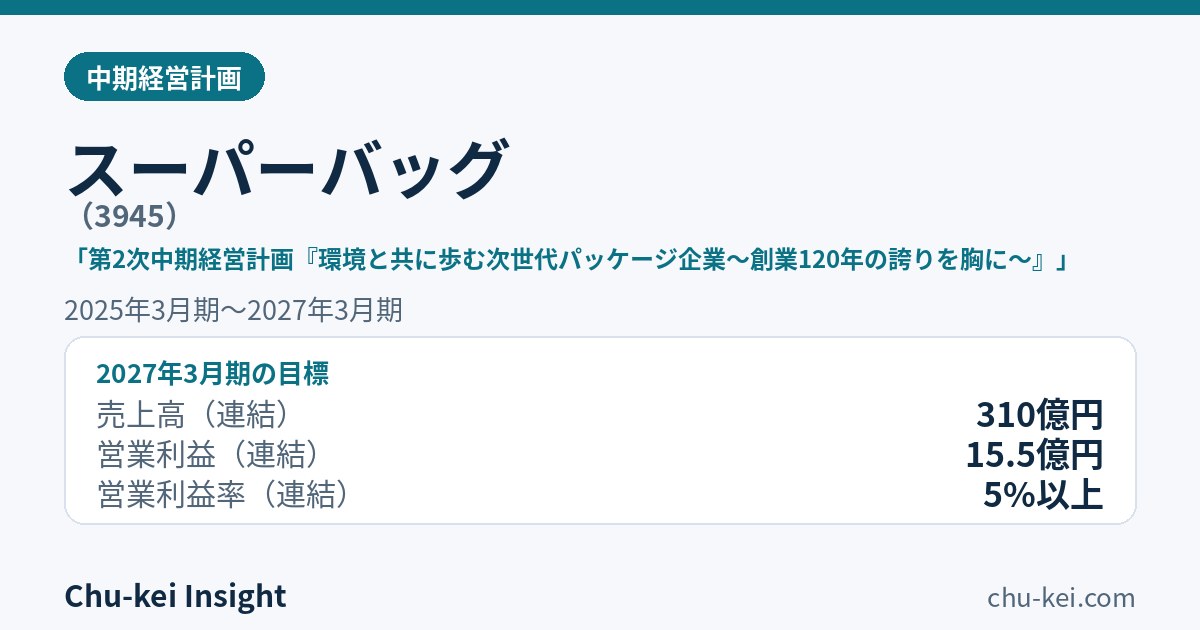 中期経営計画
スーパーバッグ
（3945）
「第2次中期経営計画『環境と共に歩む次世代パッケージ企業～創業120年の誇りを胸に～』」
2025年3月期～2027年3月期
2027年3月期の目標
売上高（連結） 310億円
営業利益（連結） 15.5億円
営業利益率（連結） 5%以上
Chu-kei Insight chu-kei.com